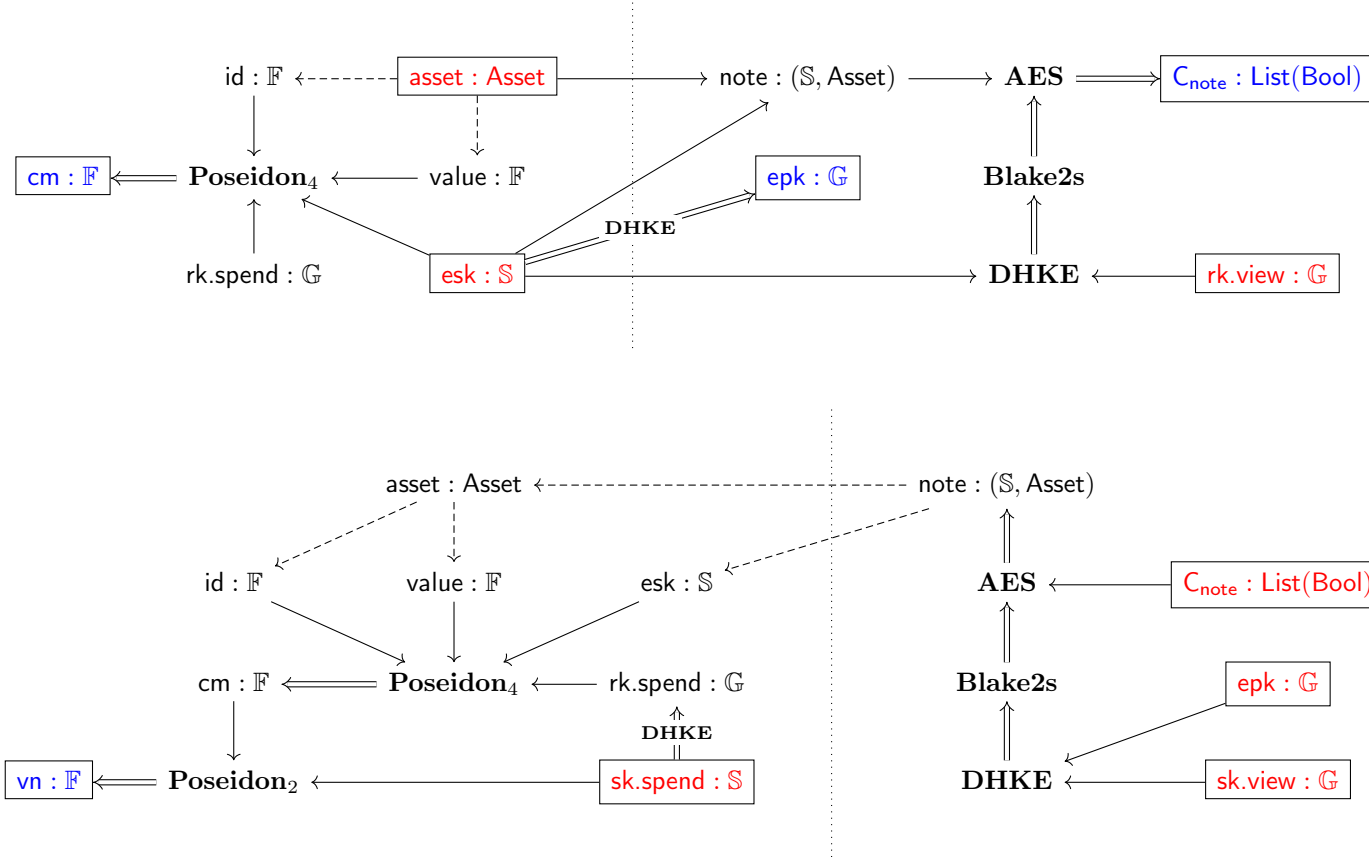 id : 𝔽 asset : Asset note : (𝕊, Asset) AES C_note : List(Bool)
cm : 𝔽 Poseidon₄ value : 𝔽 epk : 𝔾 Blake2s
DHKE
rk.spend : 𝔾 esk : 𝕊 DHKE rk.view : 𝔾
asset : Asset note : (𝕊, Asset)
id : 𝔽 value : 𝔽 esk : 𝕊 AES C_note : List(Bool)
cm : 𝔽 Poseidon₄ rk.spend : 𝔾 Blake2s epk : 𝔾
DHKE
vn : 𝔽 Poseidon₂ sk.spend : 𝕊 DHKE sk.view : 𝔾